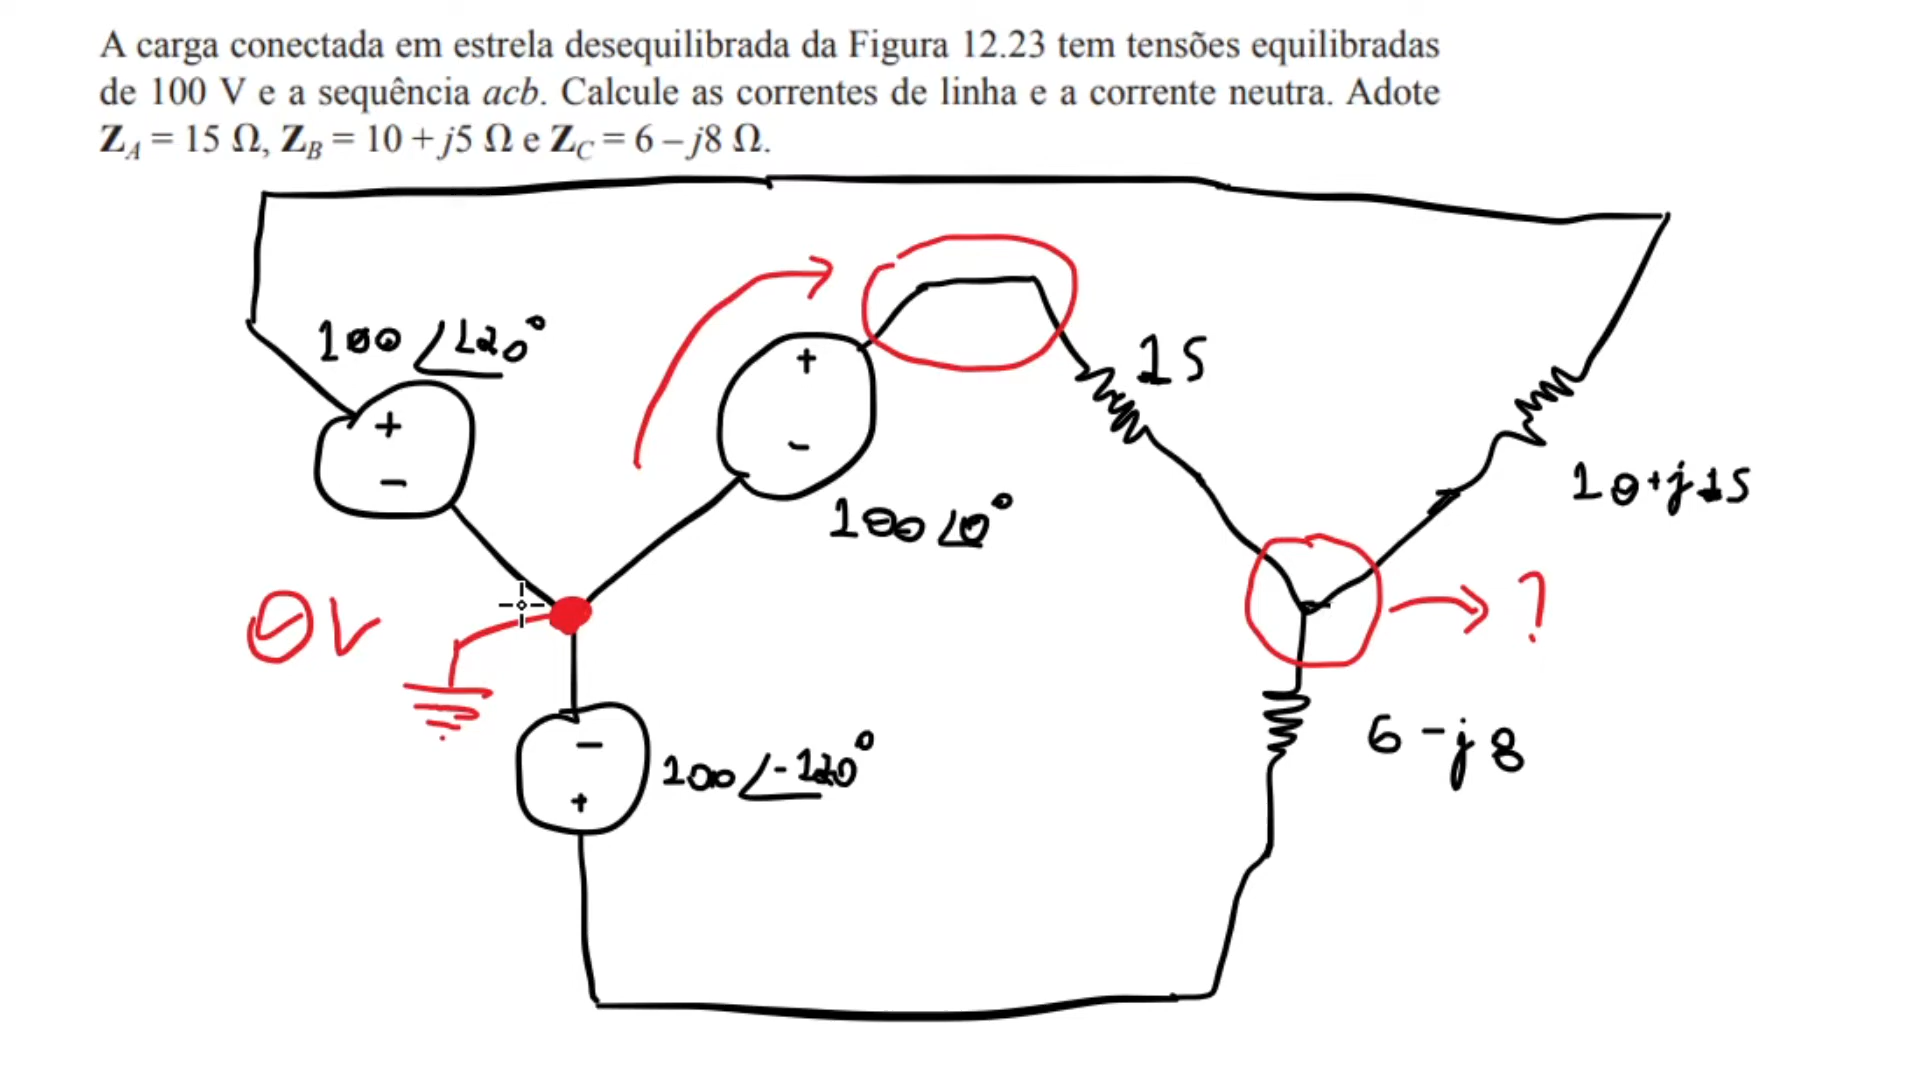 A carga conectada em estrela desequilibrada da Figura 12.23 tem tensões equilibradas
de 100 V e a sequência acb. Calcule as correntes de linha e a corrente neutra. Adote
Z_A = 15 Ω, Z_B = 10 + j5 Ω e Z_C = 6 – j8 Ω.
100∠120°
+
-
+
-
100∠0°
15
10+j15
0V
?
-
+
100∠-120°
6-j8